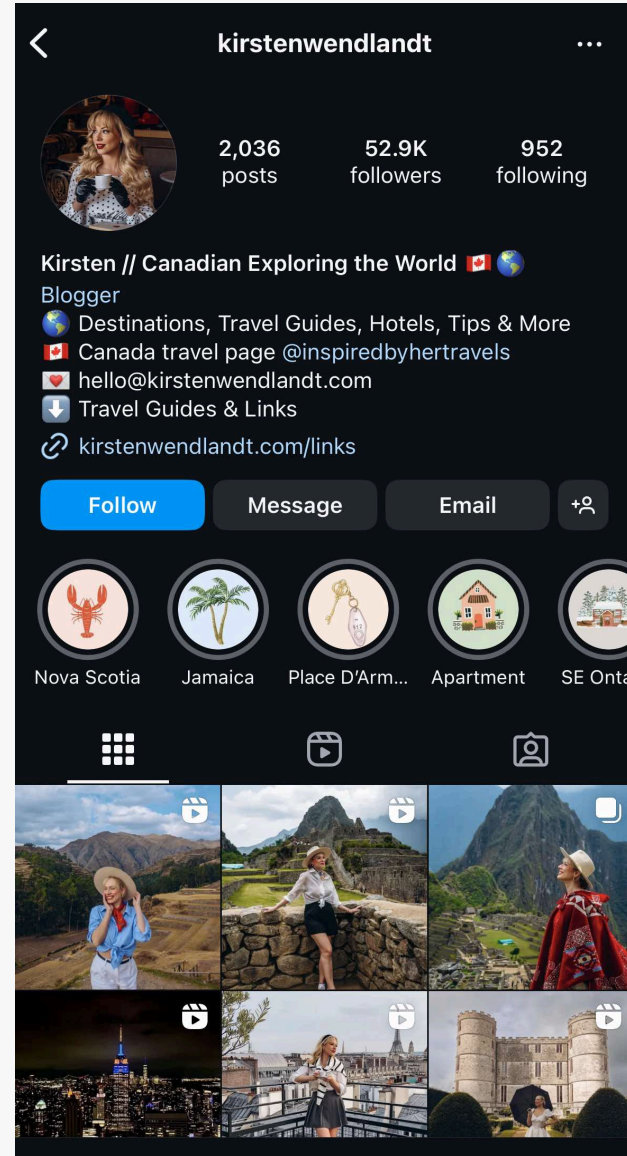 kirstenwendlandt
2,036
posts
52.9K
followers
952
following
Kirsten // Canadian Exploring the World 🇨🇦 🌎
Blogger
🌎 Destinations, Travel Guides, Hotels, Tips & More
🇨🇦 Canada travel page @inspiredbyhertravels
💌 hello@kirstenwendlandt.com
⬇️ Travel Guides & Links
kirstenwendlandt.com/links
Follow
Message
Email
Nova Scotia
Jamaica
Place D'Arm...
Apartment
SE Onta